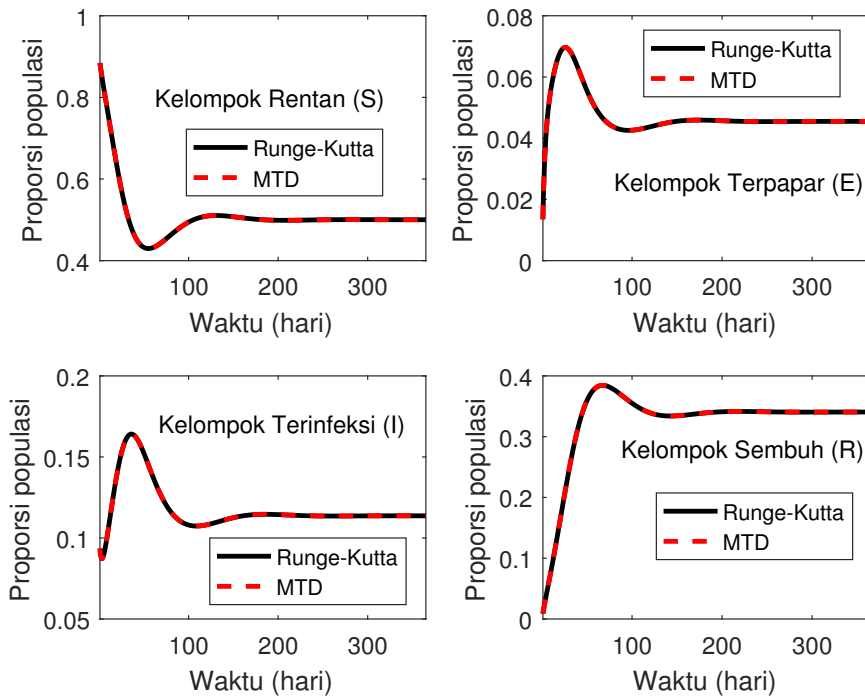 Proporsi populasi
1
0.8
0.6
0.4
Kelompok Rentan (S)
Runge-Kutta
MTD
100 200 300
Waktu (hari)
Proporsi populasi
0.08
0.06
0.04
0.02
0
Runge-Kutta
MTD
Kelompok Terpapar (E)
100 200 300
Waktu (hari)
Proporsi populasi
0.2
0.15
0.1
0.05
Kelompok Terinfeksi (I)
Runge-Kutta
MTD
100 200 300
Waktu (hari)
Proporsi populasi
0.4
0.3
0.2
0.1
0
Kelompok Sembuh (R)
Runge-Kutta
MTD
100 200 300
Waktu (hari)